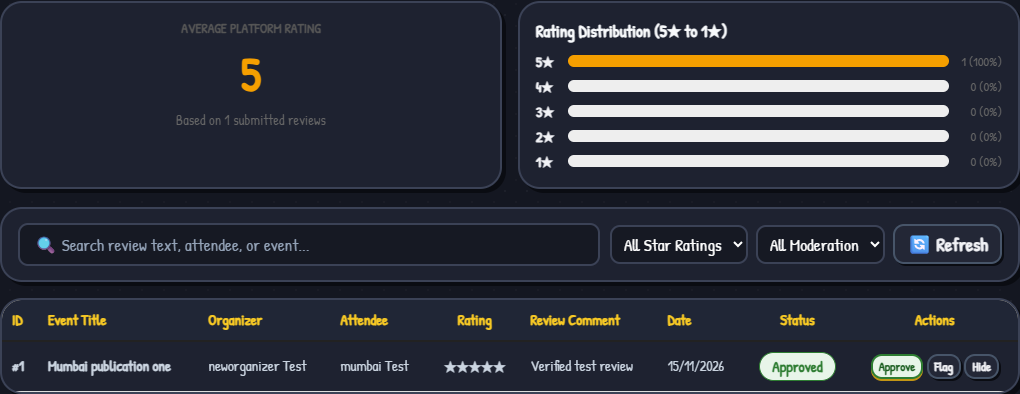 AVERAGE PLATFORM RATING
5
Based on 1 submitted reviews
Rating Distribution (5★ to 1★)
5★ 1 (100%)
4★ 0 (0%)
3★ 0 (0%)
2★ 0 (0%)
1★ 0 (0%)
🔍 Search review text, attendee, or event... All Star Ratings All Moderation 🔄 Refresh
ID Event Title Organizer Attendee Rating Review Comment Date Status Actions
#1 Mumbai publication one neworganizer Test mumbai Test ★★★★★ Verified test review 15/11/2026 Approved Approve Flag Hide